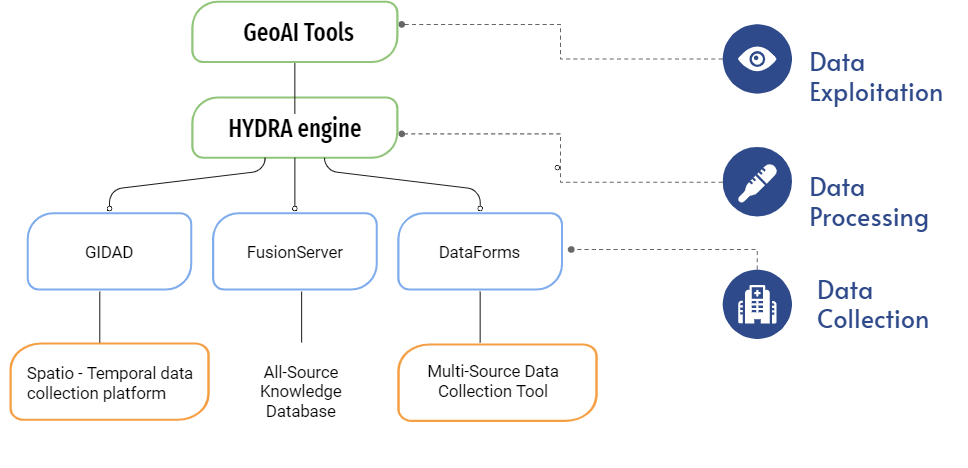 GeoAI Tools
Data
Exploitation
HYDRA engine
Data
Processing
GIDAD
FusionServer
DataForms
Data
Collection
Spatio - Temporal data
collection platform
All-Source
Knowledge
Database
Multi-Source Data
Collection Tool